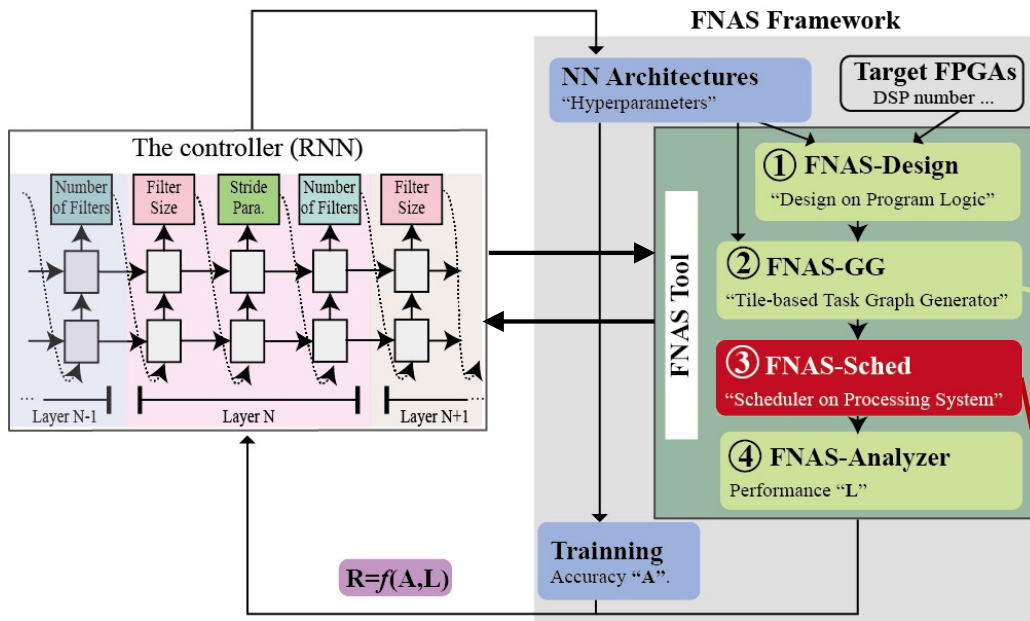 FNAS Framework
NN Architectures
“Hyperparameters”
Target FPGAs
DSP number ...
The controller (RNN)
Number
of Filters
Filter
Size
Stride
Para.
Number
of Filters
Filter
Size
...
Layer N-1
Layer N
Layer N+1
...
FNAS Tool
① FNAS-Design
“Design on Program Logic”
② FNAS-GG
“Tile-based Task Graph Generator”
③ FNAS-Sched
“Scheduler on Processing System”
④ FNAS-Analyzer
Performance “L”
Trainning
Accuracy “A”.
R=f(A,L)